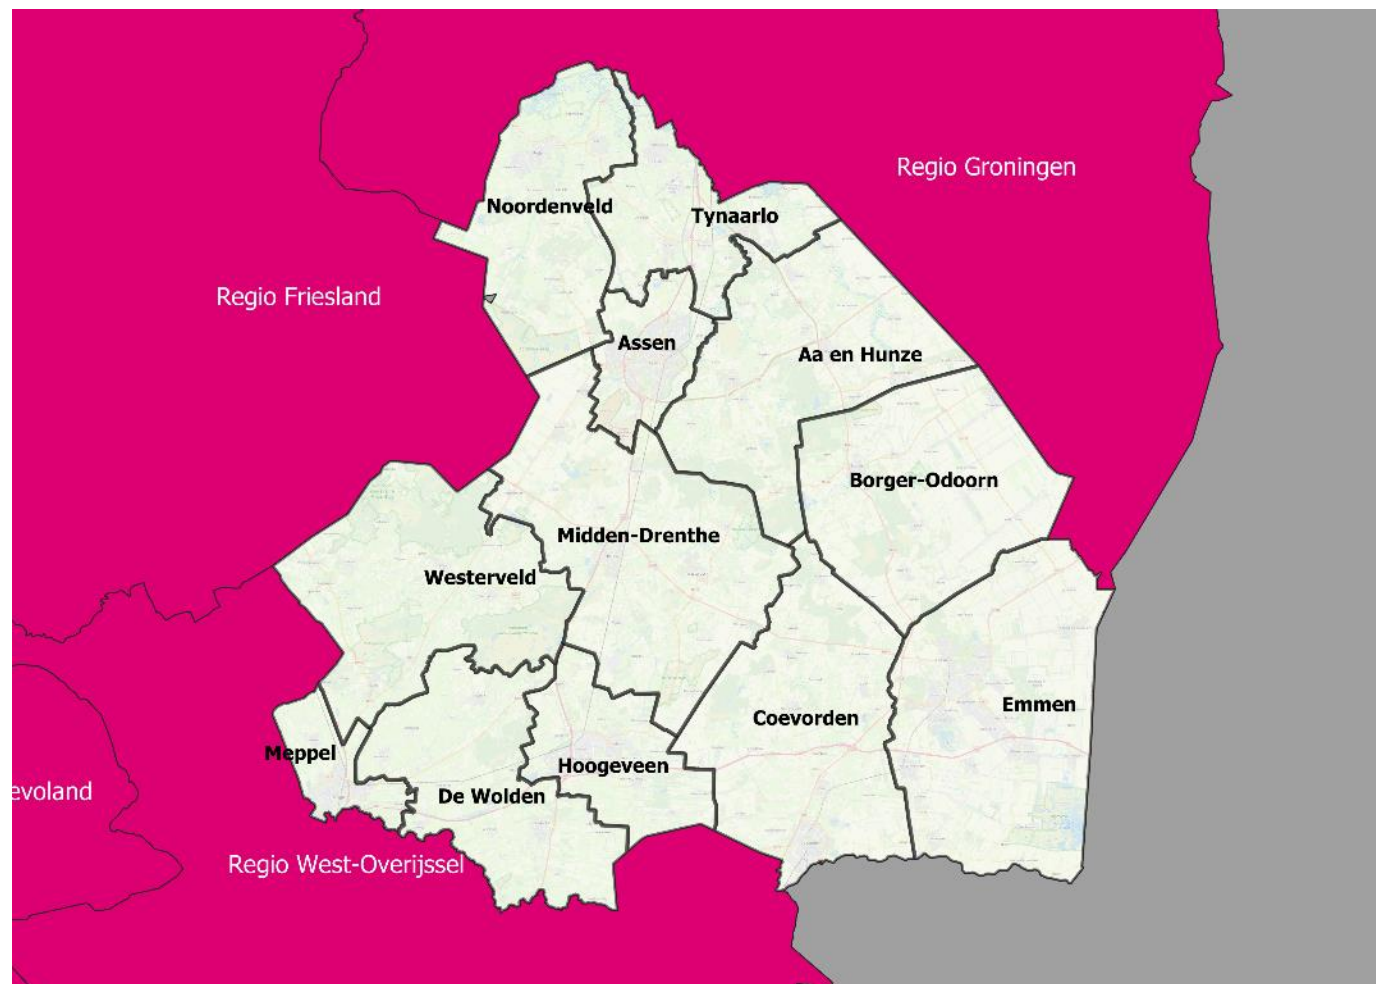 Regio Groningen
Noordenveld
Tynaarlo
Regio Friesland
Assen
Aa en Hunze
Borger-Odoorn
Midden-Drenthe
Westerveld
Emmen
Coevorden
Meppel
Hoogeveen
evoland
De Wolden
Regio West-Overijssel